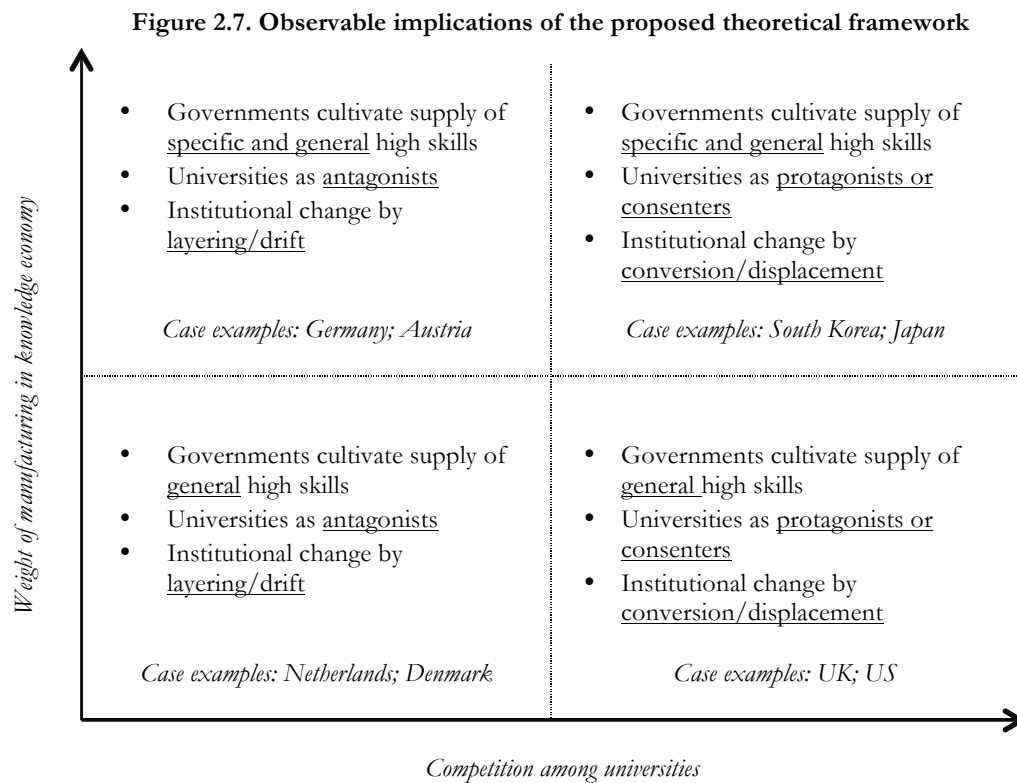 Figure 2.7. Observable implications of the proposed theoretical framework
Weight of manufacturing in knowledge economy
• Governments cultivate supply of
specific and general high skills
• Universities as antagonists
• Institutional change by
layering/drift
Case examples: Germany; Austria
• Governments cultivate supply of
specific and general high skills
• Universities as protagonists or
consenters
• Institutional change by
conversion/displacement
Case examples: South Korea; Japan
• Governments cultivate supply of
general high skills
• Universities as antagonists
• Institutional change by
layering/drift
Case examples: Netherlands; Denmark
• Governments cultivate supply of
general high skills
• Universities as protagonists or
consenters
• Institutional change by
conversion/displacement
Case examples: UK; US
Competition among universities